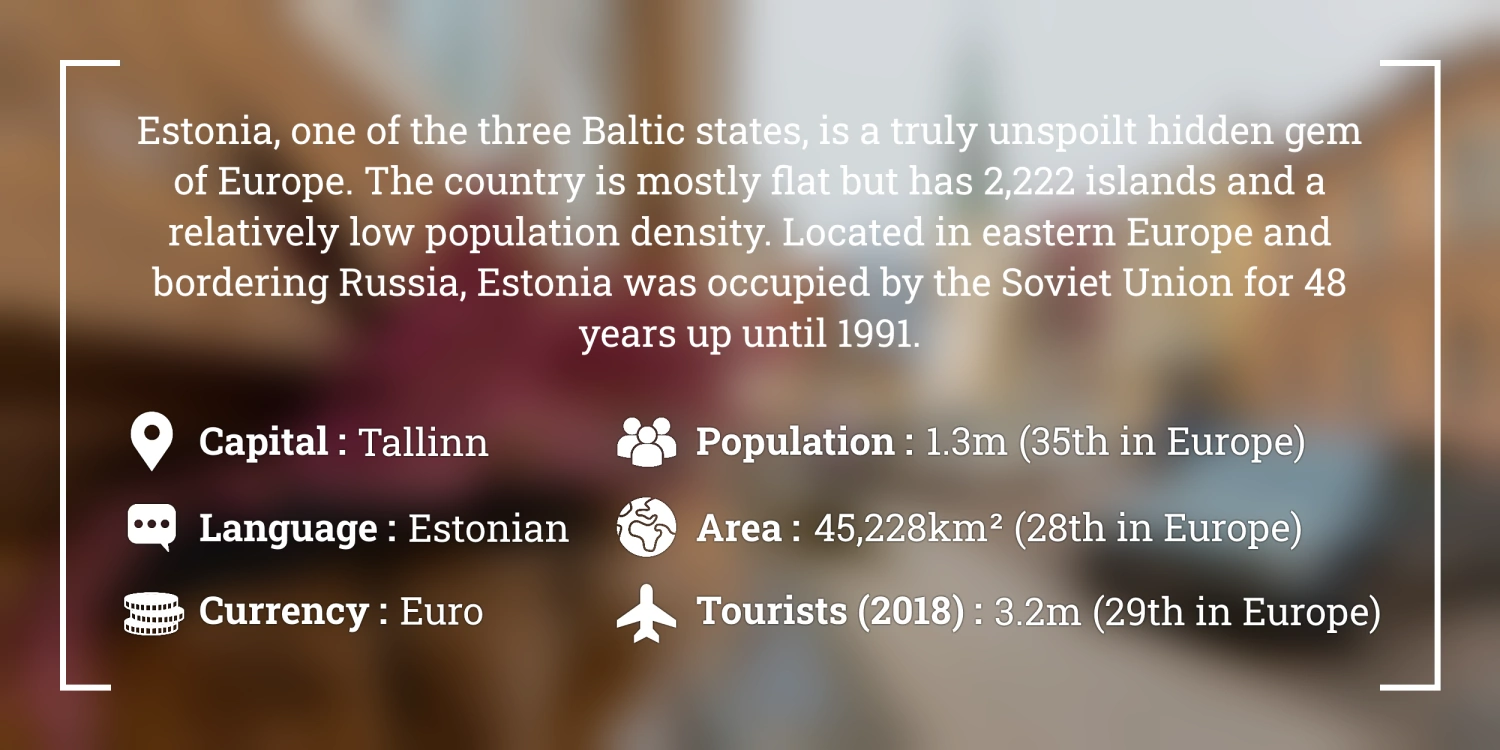 Estonia, one of the three Baltic states, is a truly unspoilt hidden gem
of Europe. The country is mostly flat but has 2,222 islands and a
relatively low population density. Located in eastern Europe and
bordering Russia, Estonia was occupied by the Soviet Union for 48
years up until 1991.
Capital : Tallinn
Population : 1.3m (35th in Europe)
Language : Estonian
Area : 45,228km² (28th in Europe)
Currency : Euro
Tourists (2018) : 3.2m (29th in Europe)